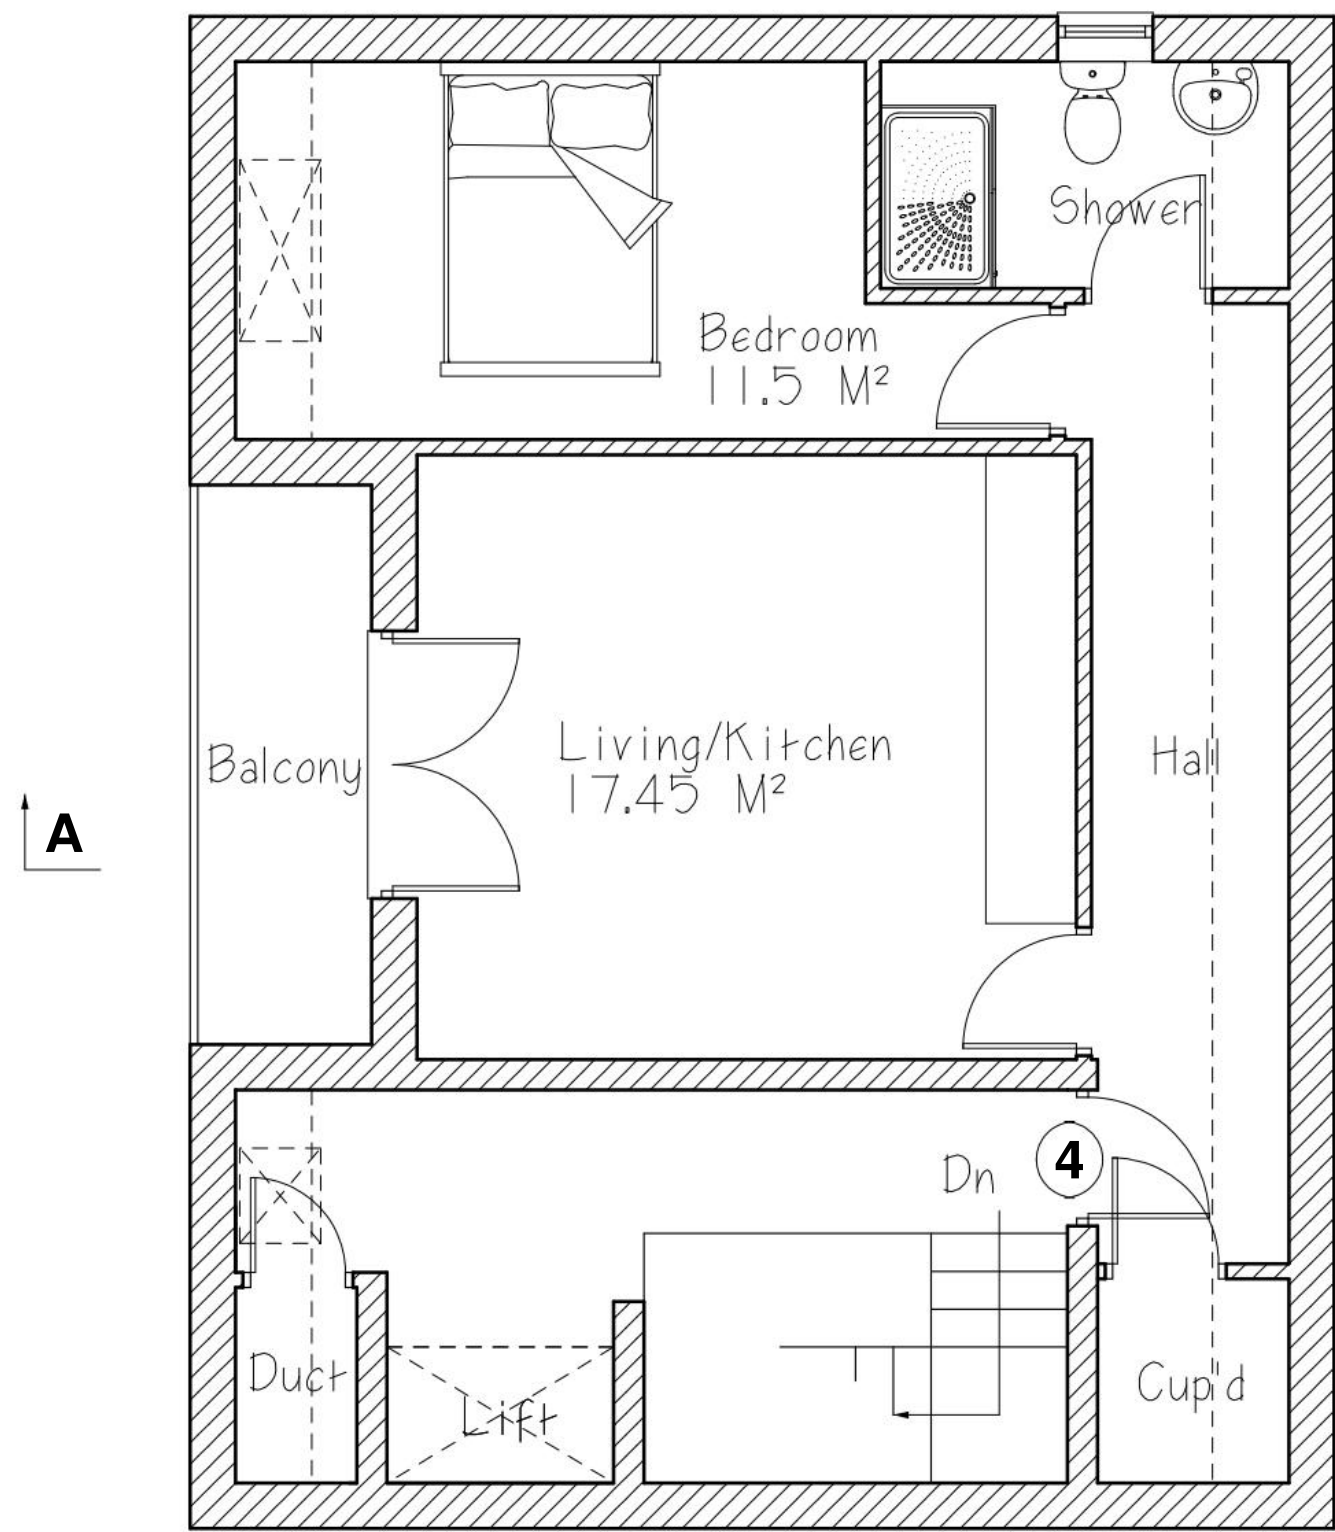 Shower
Bedroom
11.5 M²
Living/Kitchen
17.45 M²
Hall
Balcony
A
4
Dn
Duct
Lift
Cup'd